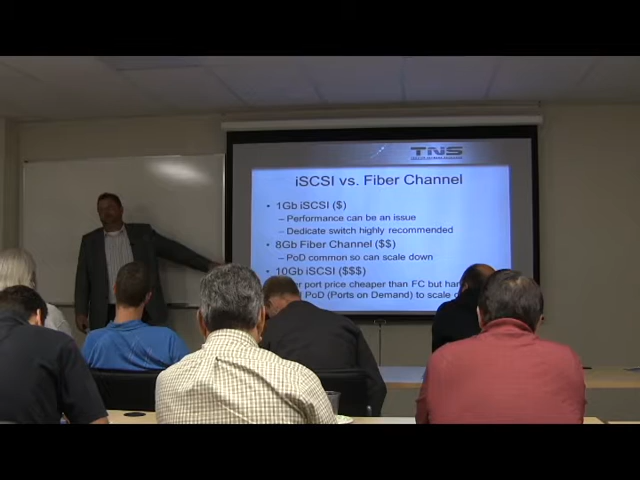 TNS
iSCSI vs. Fiber Channel
• 1Gb iSCSI ($)
– Performance can be an issue
– Dedicate switch highly recommended
• 8Gb Fiber Channel ($$)
– PoD common so can scale down
• 10Gb iSCSI ($$$)
port price cheaper than FC but
PoD (Ports on Demand) to scale